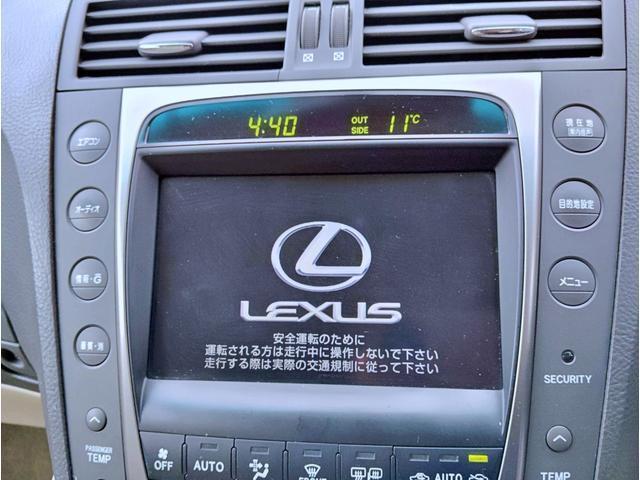 4:40 OUT SIDE 11°C
エアコン
現在地
(案内音声)
オーディオ
目的地設定
情報・G
メニュー
画質・消
LEXUS
安全運転のために
運転される方は走行中に操作しないで下さい
走行する際は実際の交通規制に従って下さい
SECURITY
PASSENGER
TEMP
TEMP
OFF
AUTO
FRONT
AUTO